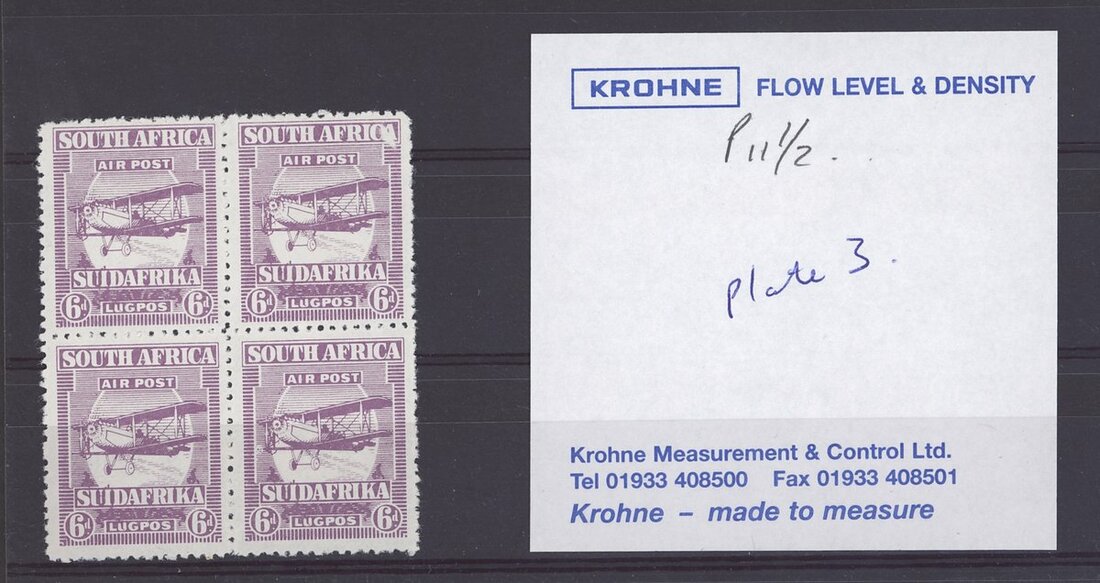 SOUTH AFRICA
AIR POST
SUIDAFRIKA
6d LUGPOS 6d
SOUTH AFRICA
AIR POST
SUIDAFRIKA
6d LUGPOS 6d
SOUTH AFRICA
AIR POST
SUIDAFRIKA
6d LUGPOS 6d
SOUTH AFRICA
AIR POST
SUIDAFRIKA
6d LUGPOS 6d
KROHNE FLOW LEVEL & DENSITY
P 11 1/2 . .
plate 3 .
Krohne Measurement & Control Ltd.
Tel 01933 408500 Fax 01933 408501
Krohne – made to measure